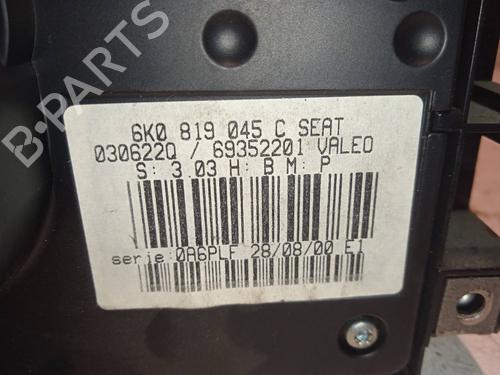 B-PARTS
6K0 819 045 C SEAT
030622Q / 69352201 VALEO
S: 3.03 H: B M: P
serie:0A6PLF 28/08/00 E1